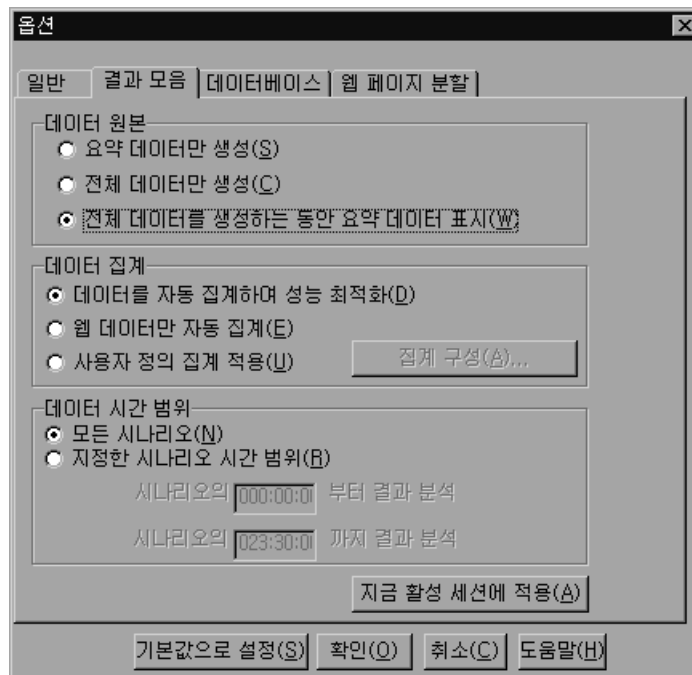 옵션
일반 결과 모음 데이터베이스 웹 페이지 분할
데이터 원본
요약 데이터만 생성(S)
전체 데이터만 생성(C)
전체 데이터를 생성하는 동안 요약 데이터 표시(W)
데이터 집계
데이터를 자동 집계하며 성능 최적화(D)
웹 데이터만 자동 집계(E)
사용자 정의 집계 적용(U) 집계 구성(A)...
데이터 시간 범위
모든 시나리오(N)
지정한 시나리오 시간 범위(R)
시나리오의 000:00:0 부터 결과 분석
시나리오의 023:30:0 까지 결과 분석
지금 활성 세션에 적용(A)
기본값으로 설정(S) 확인(O) 취소(C) 도움말(H)